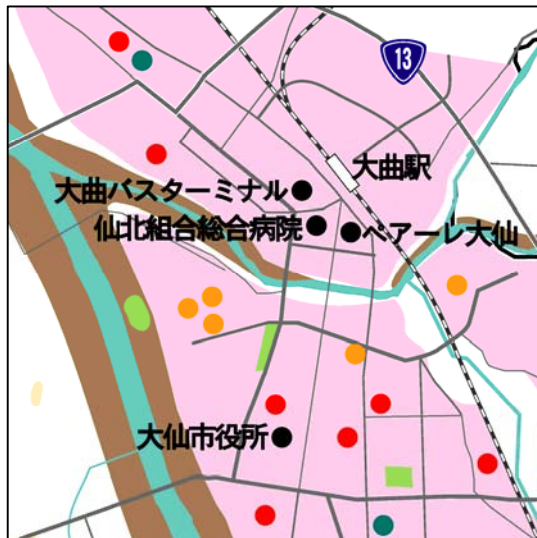 13
大曲駅
大曲バスターミナル
仙北組合総合病院
ペアーレ大仙
大仙市役所